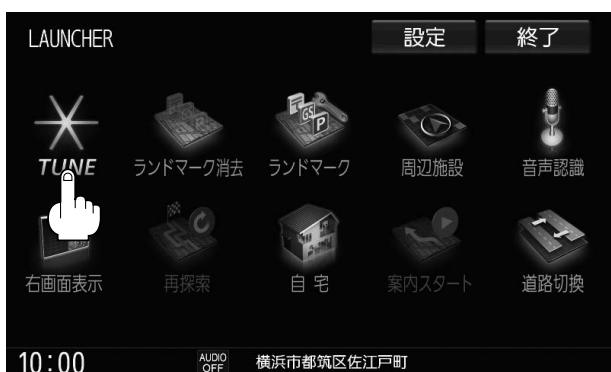 LAUNCHER 設定 終了
TUNE ランドマーク消去 ランドマーク 周辺施設 音声認識
右画面表示 再探索 自宅 案内スタート 道路切換
10:00 AUDIO OFF 横浜市都筑区佐江戸町